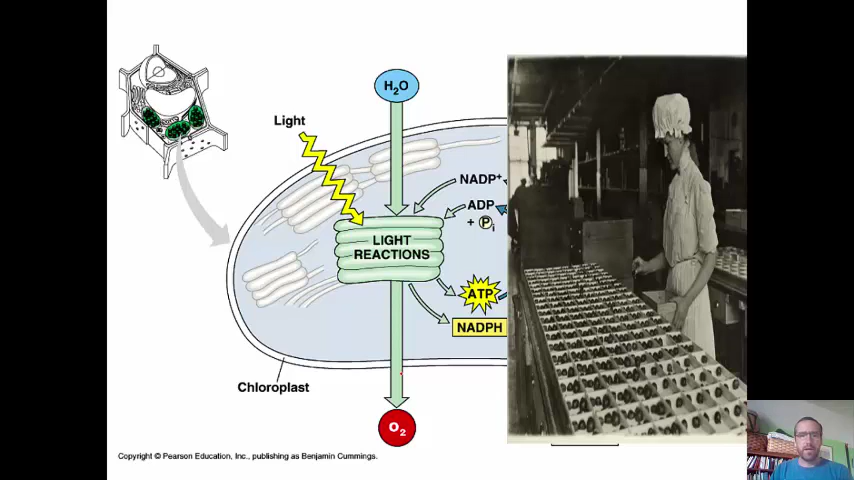 H₂O
Light
NADP⁺
ADP
+ Pᵢ
LIGHT
REACTIONS
ATP
NADPH
Chloroplast
O₂
Copyright © Pearson Education, Inc., publishing as Benjamin Cummings.